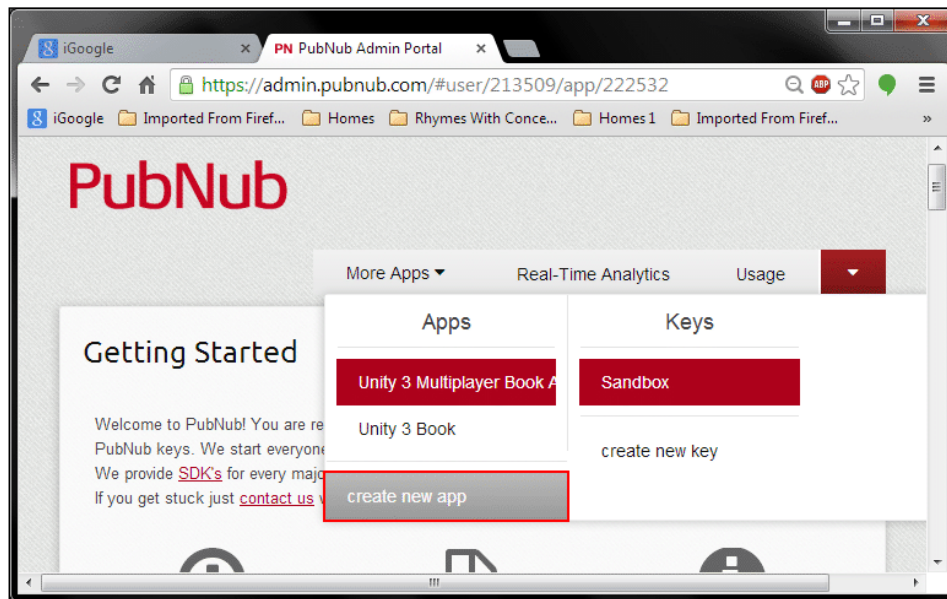 iGoogle
PN PubNub Admin Portal
https://admin.pubnub.com/#user/213509/app/222532
ABP
8 iGoogle Imported From Firef... Homes Rhymes With Conce... Homes 1 Imported From Firef... »
PubNub
More Apps Real-Time Analytics Usage
Apps Keys
Getting Started
Unity 3 Multiplayer Book A Sandbox
Welcome to PubNub! You are re
Unity 3 Book
PubNub keys. We start everyone
create new key
We provide SDK's for every majo
If you get stuck just contact us
create new app